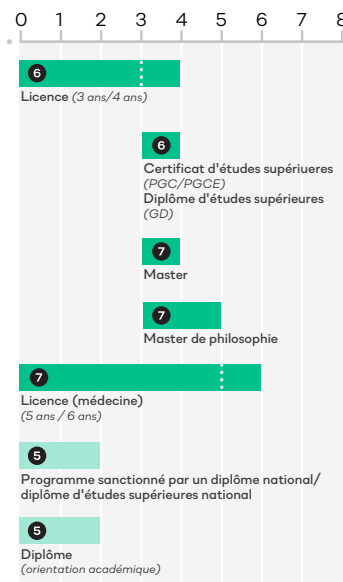 0 1 2 3 4 5 6 7 8
6
Licence (3 ans/4 ans)
6
Certificat d'études supériueres
(PGC/PGCE)
Diplôme d'études supérieures
(GD)
7
Master
7
Master de philosophie
7
Licence (médecine)
(5 ans / 6 ans)
5
Programme sanctionné par un diplôme national/
diplôme d'études supérieures national
5
Diplôme
(orientation académique)